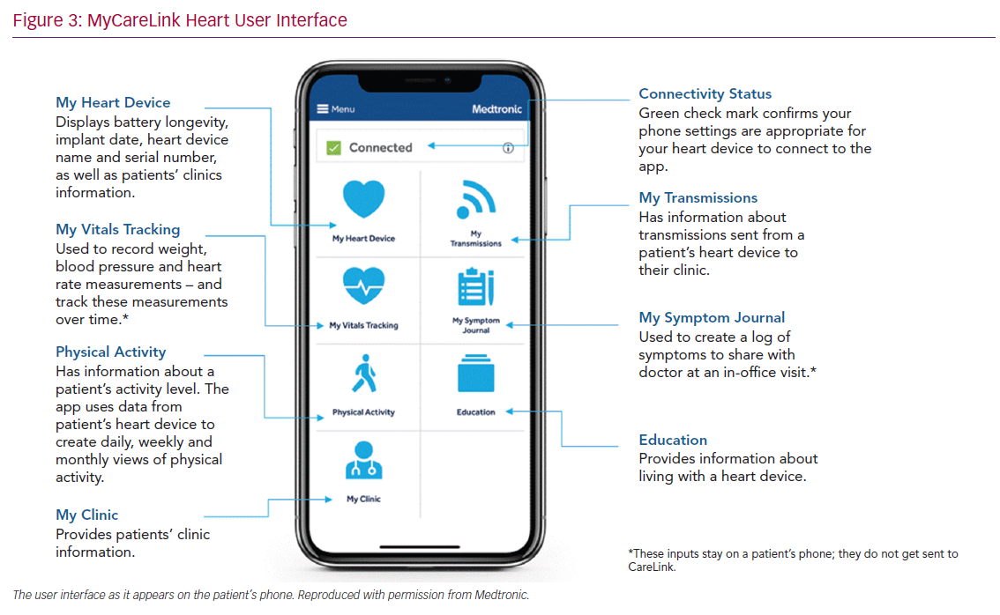 Figure 3: MyCareLink Heart User Interface
My Heart Device
Displays battery longevity,
implant date, heart device
name and serial number,
as well as patients’ clinics
information.
My Vitals Tracking
Used to record weight,
blood pressure and heart
rate measurements – and
track these measurements
over time.*
Physical Activity
Has information about a
patient’s activity level. The
app uses data from
patient’s heart device to
create daily, weekly and
monthly views of physical
activity.
My Clinic
Provides patients’ clinic
information.
Menu
Medtronic
Connected
My Heart Device
My
Transmissions
My Vitals Tracking
My Symptom
Journal
Physical Activity
Education
My Clinic
Connectivity Status
Green check mark confirms your
phone settings are appropriate for
your heart device to connect to the
app.
My Transmissions
Has information about
transmissions sent from a
patient’s heart device to
their clinic.
My Symptom Journal
Used to create a log of
symptoms to share with
doctor at an in-office visit.*
Education
Provides information about
living with a heart device.
*These inputs stay on a patient’s phone; they do not get sent to
CareLink.
The user interface as it appears on the patient’s phone. Reproduced with permission from Medtronic.